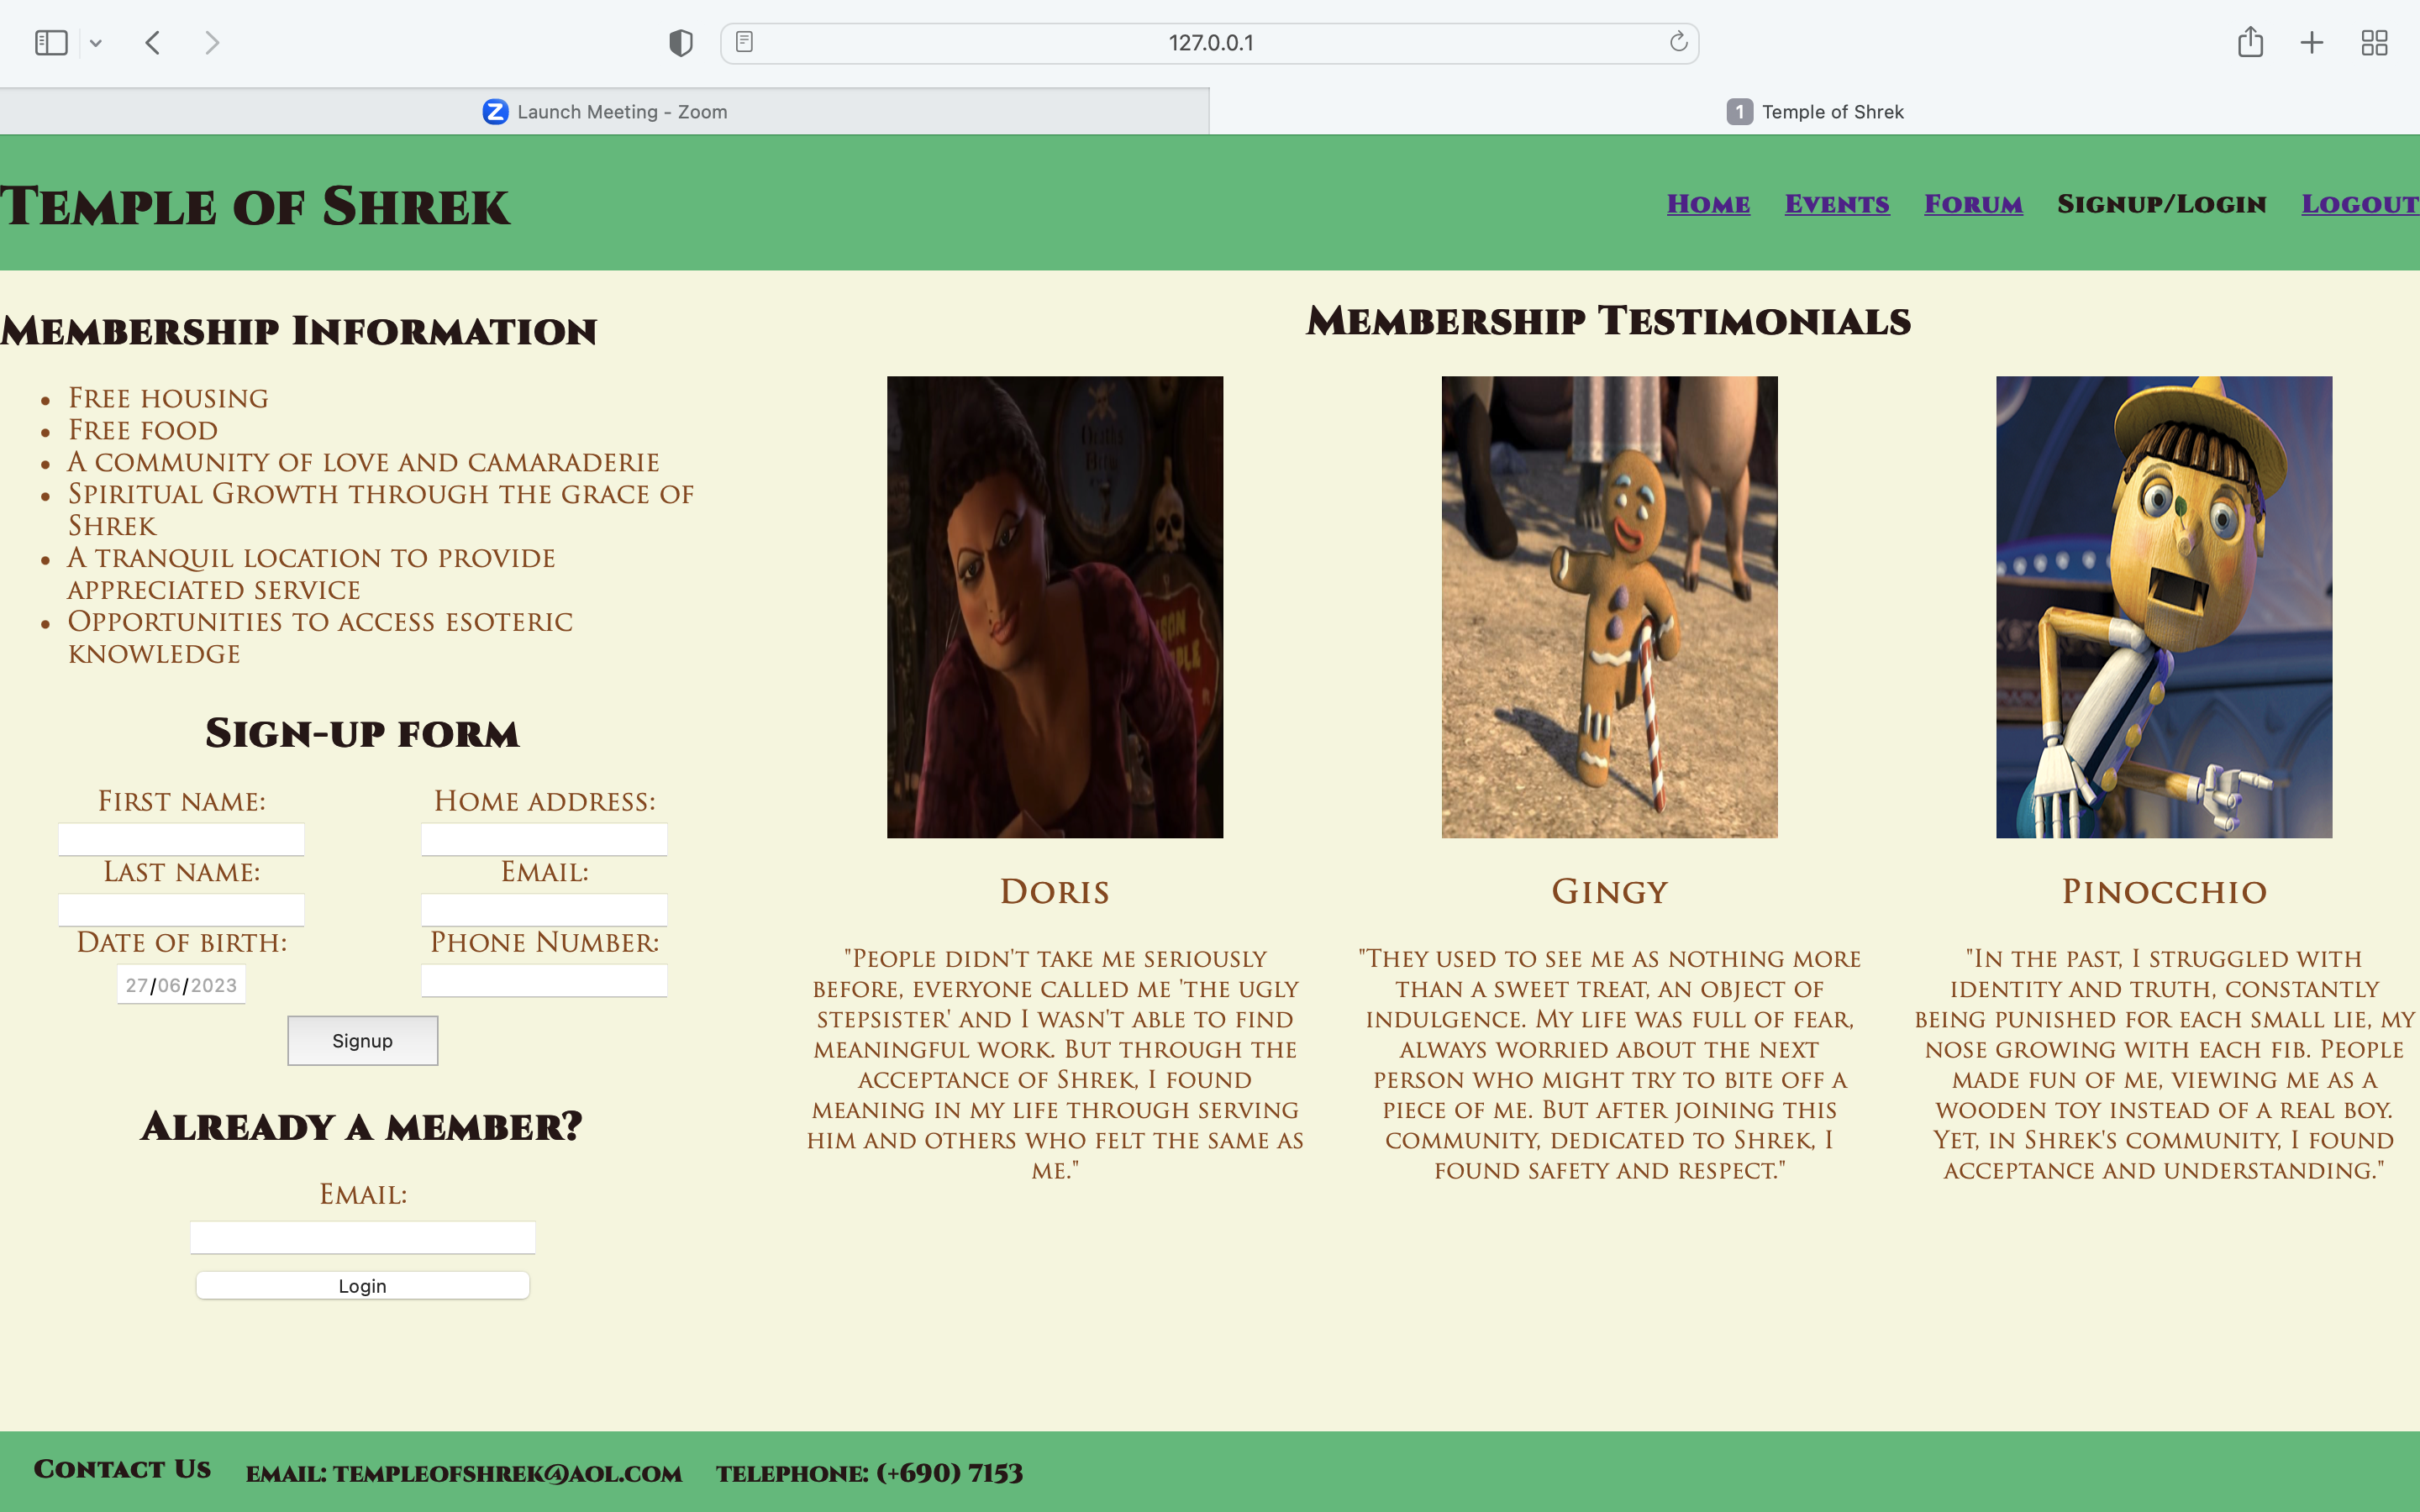 127.0.0.1
Launch Meeting - Zoom
1 Temple of Shrek
Temple of Shrek
Home Events Forum Signup/Login Logout
Membership Information
Free housing
Free food
A community of love and camaraderie
Spiritual Growth through the grace of
Shrek
A tranquil location to provide
appreciated service
Opportunities to access esoteric
knowledge
Sign-up form
First name: Home address:
Last name: Email:
Date of birth: Phone Number:
27/06/2023
Signup
Already a member?
Email:
Login
Membership Testimonials
Doris
"People didn't take me seriously
before, everyone called me 'the ugly
stepsister' and I wasn't able to find
meaningful work. But through the
acceptance of Shrek, I found
meaning in my life through serving
him and others who felt the same as
me."
Gingy
"They used to see me as nothing more
than a sweet treat, an object of
indulgence. My life was full of fear,
always worried about the next
person who might try to bite off a
piece of me. But after joining this
community, dedicated to Shrek, I
found safety and respect."
Pinocchio
"In the past, I struggled with
identity and truth, constantly
being punished for each small lie, my
nose growing with each fib. People
made fun of me, viewing me as a
wooden toy instead of a real boy.
Yet, in Shrek's community, I found
acceptance and understanding."
Contact Us email: templeofshrek@aol.com telephone: (+690) 7153